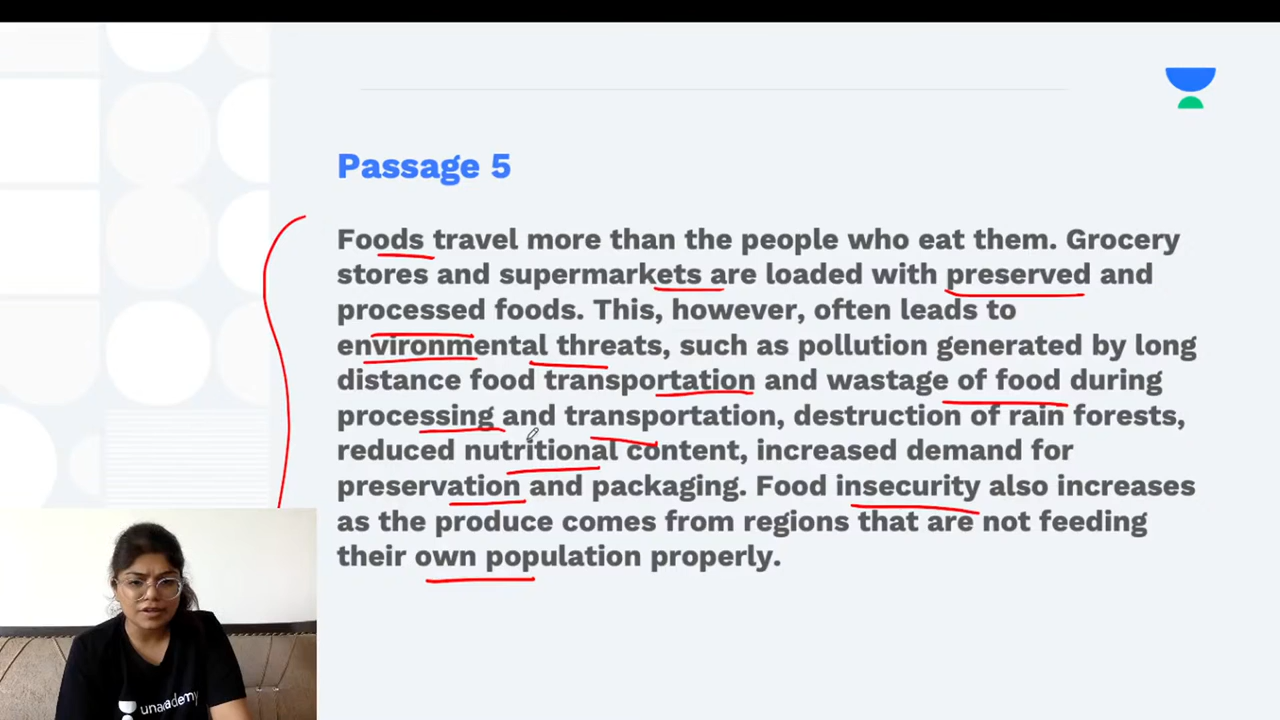 Passage 5
Foods travel more than the people who eat them. Grocery
stores and supermarkets are loaded with preserved and
processed foods. This, however, often leads to
environmental threats, such as pollution generated by long
distance food transportation and wastage of food during
processing and transportation, destruction of rain forests,
reduced nutritional content, increased demand for
preservation and packaging. Food insecurity also increases
as the produce comes from regions that are not feeding
their own population properly.
unacademy